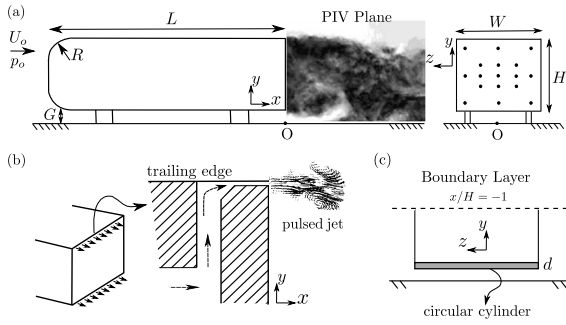 (a)
L
PIV Plane
W
U_o
p_o
R
y
x
z
y
H
G
O
O
(b)
trailing edge
pulsed jet
y
x
(c)
Boundary Layer
x/H = −1
y
z
d
circular cylinder